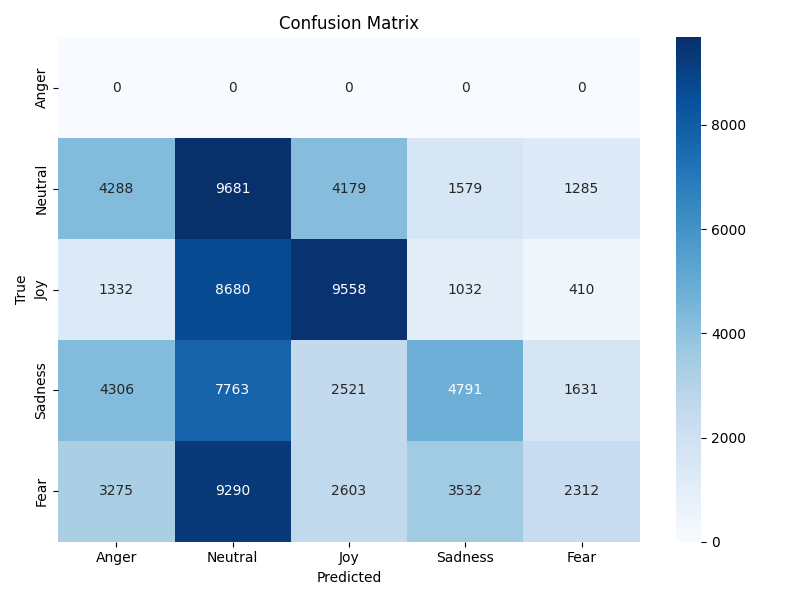 Confusion Matrix
True
Anger 0 0 0 0 0
Neutral 4288 9681 4179 1579 1285
Joy 1332 8680 9558 1032 410
Sadness 4306 7763 2521 4791 1631
Fear 3275 9290 2603 3532 2312
Anger Neutral Joy Sadness Fear
Predicted
8000
6000
4000
2000
0